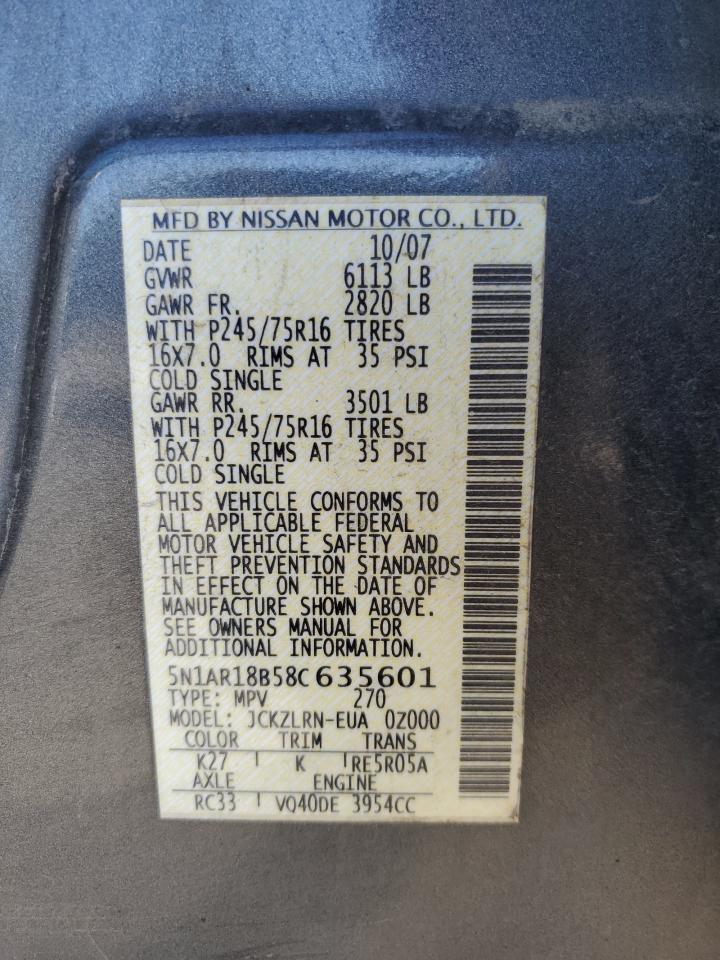 MFD BY NISSAN MOTOR CO., LTD.
DATE 10/07
GVWR 6113 LB
GAWR FR. 2820 LB
WITH P245/75R16 TIRES
16X7.0 RIMS AT 35 PSI
COLD SINGLE
GAWR RR. 3501 LB
WITH P245/75R16 TIRES
16X7.0 RIMS AT 35 PSI
COLD SINGLE
THIS VEHICLE CONFORMS TO
ALL APPLICABLE FEDERAL
MOTOR VEHICLE SAFETY AND
THEFT PREVENTION STANDARDS
IN EFFECT ON THE DATE OF
MANUFACTURE SHOWN ABOVE.
SEE OWNERS MANUAL FOR
ADDITIONAL INFORMATION.
5N1AR18B58C635601
TYPE: MPV 270
MODEL: JCKZLRN-EUA 0Z000
COLOR TRIM TRANS
K27 K RE5R05A
AXLE ENGINE
RC33 VQ40DE 3954CC